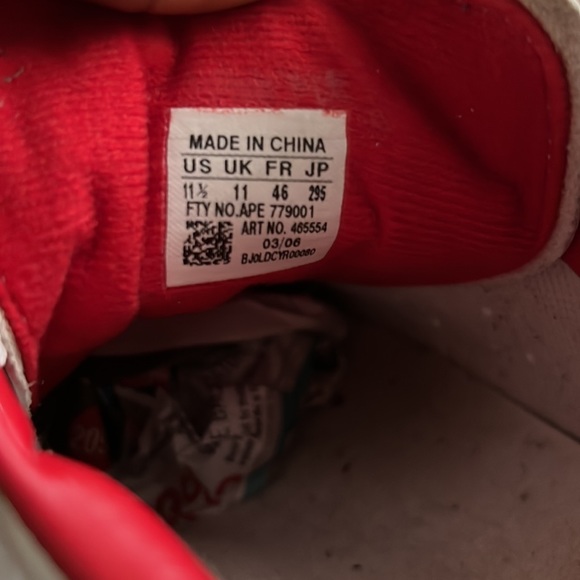 MADE IN CHINA
US UK FR JP
11½ 11 46 295
FTY NO.APE 779001
ART NO. 465554
03/06
BJ0LDCYR00080